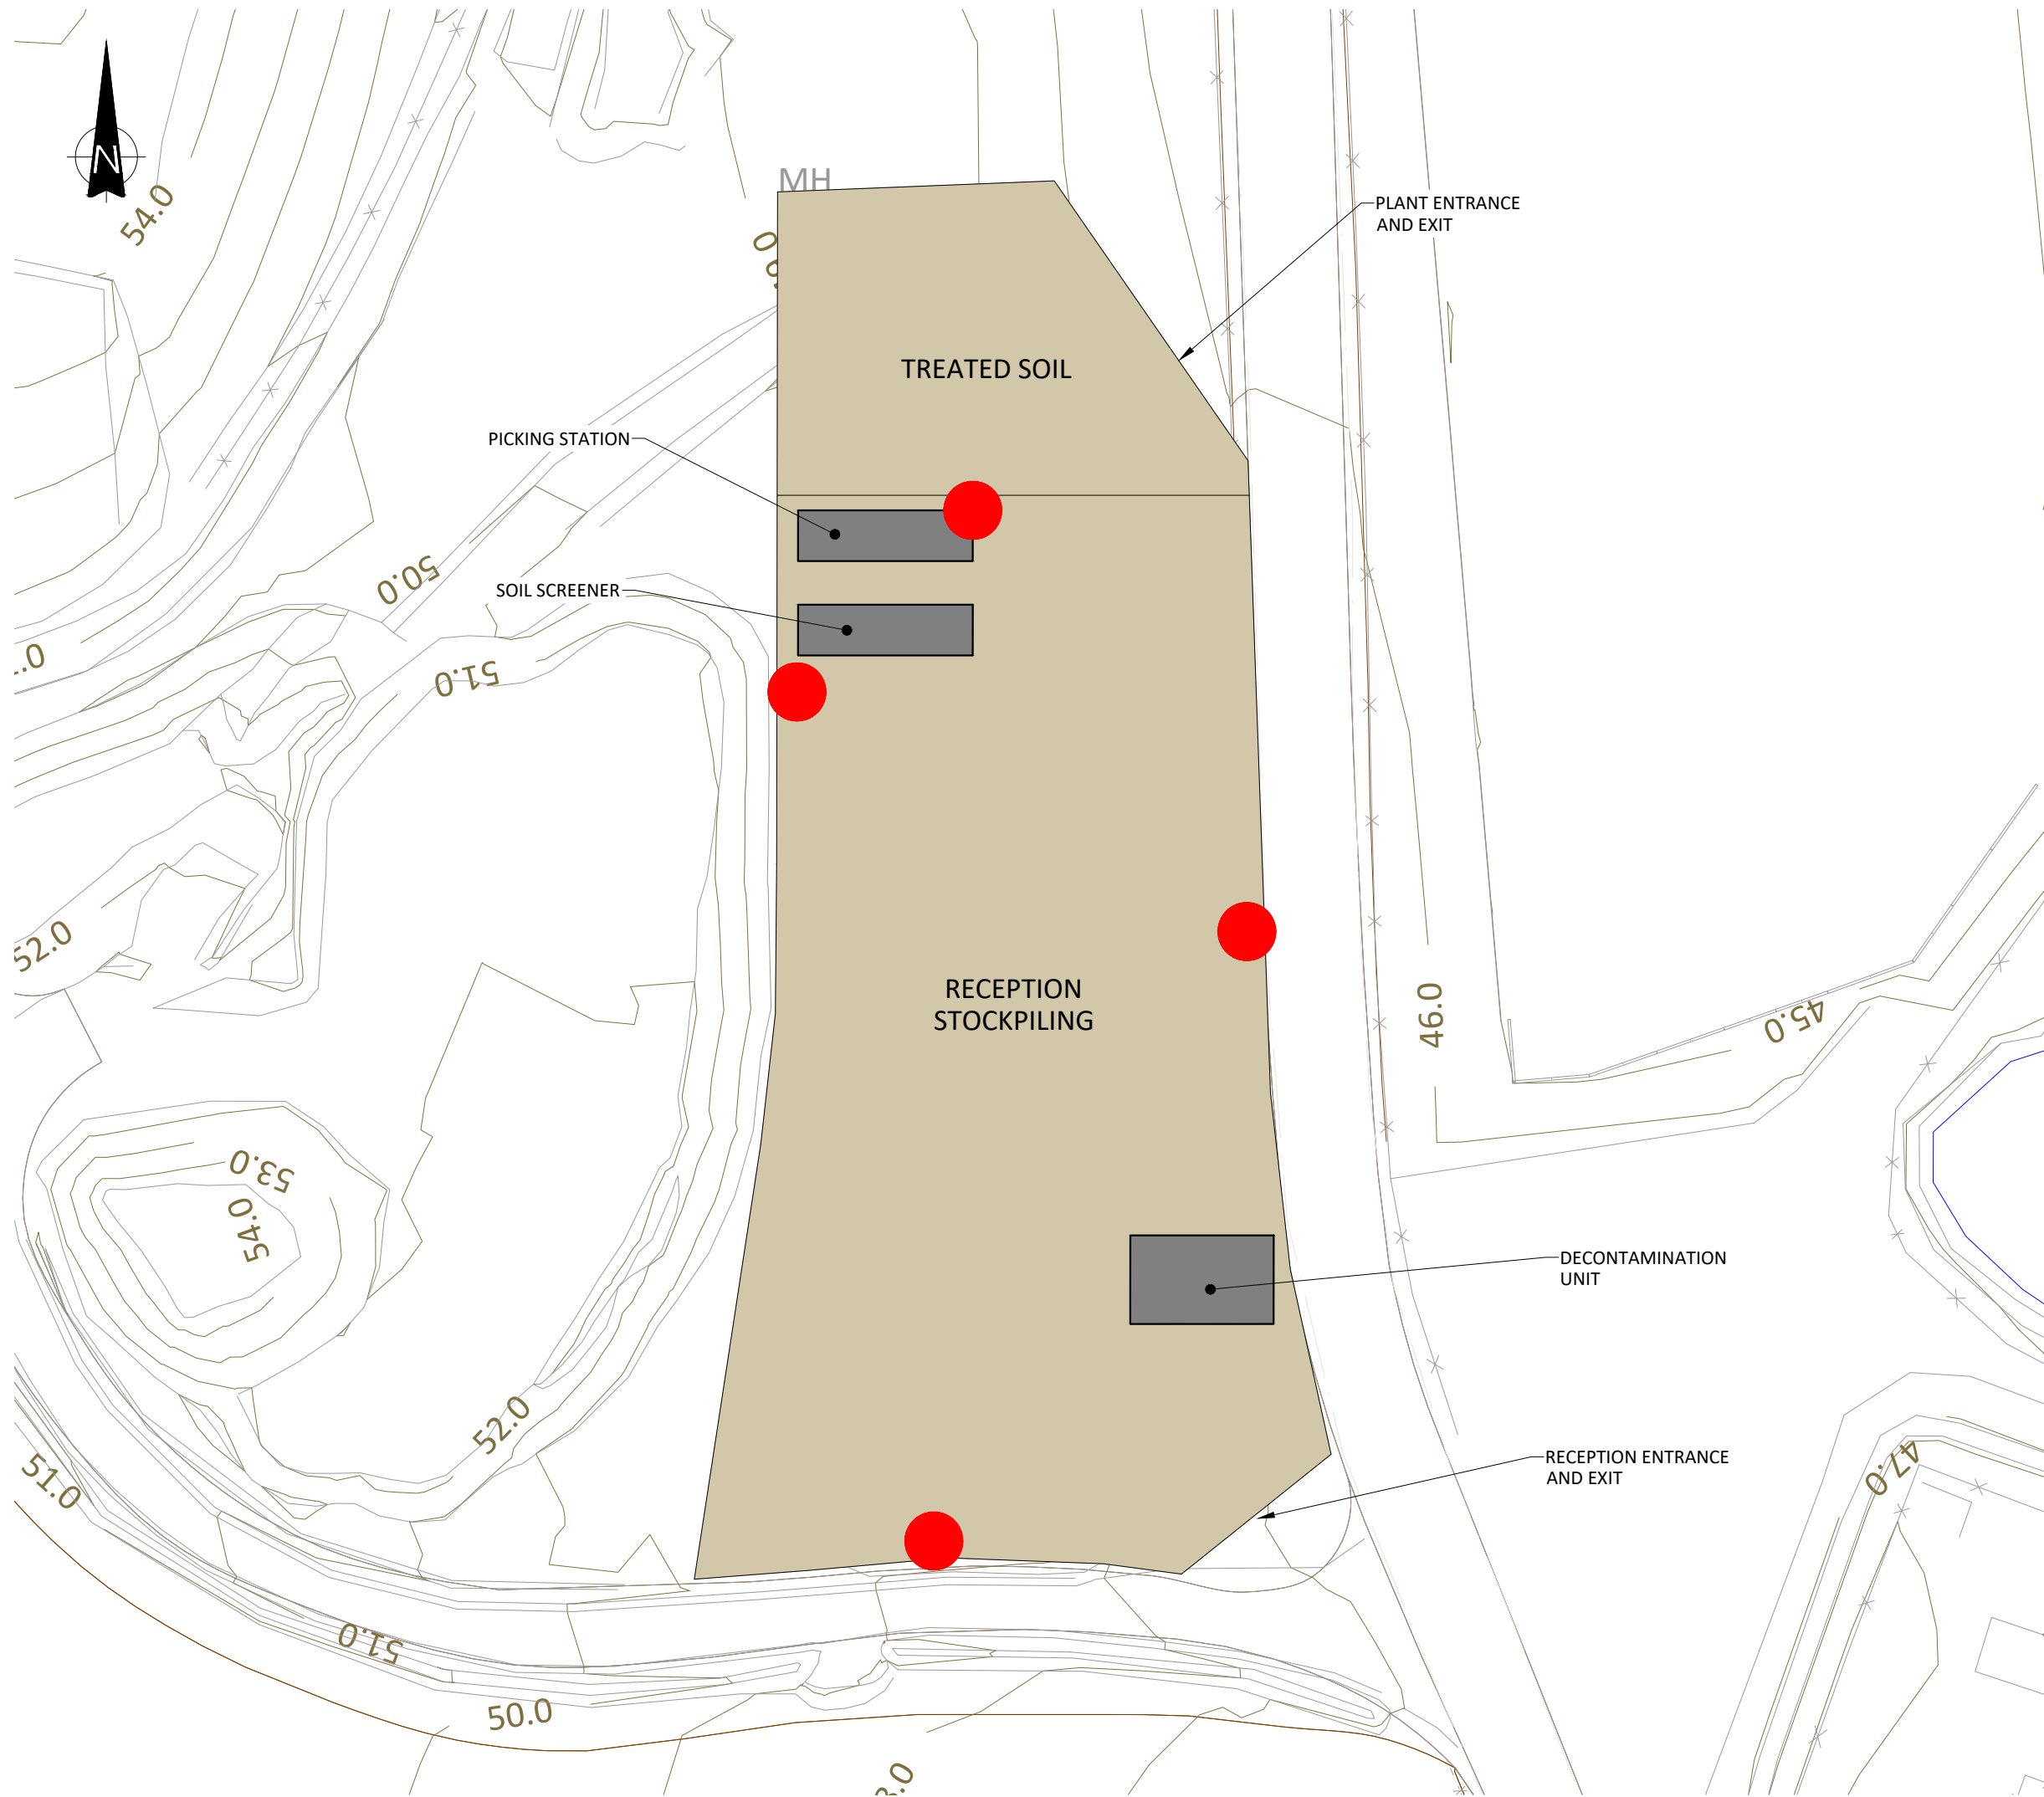 N
54.0
MH
PLANT ENTRANCE
AND EXIT
TREATED SOIL
PICKING STATION
50.0
SOIL SCREENER
51.0
52.0
RECEPTION
STOCKPILING
46.0
45.0
53.0
54.0
DECONTAMINATION
UNIT
52.0
RECEPTION ENTRANCE
AND EXIT
47.0
51.0
51.0
50.0